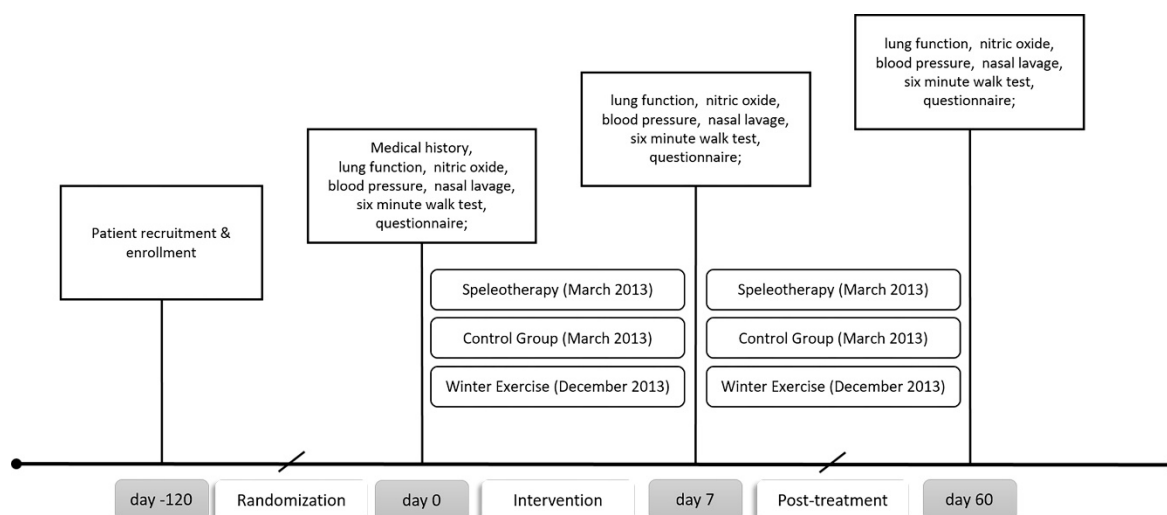 Patient recruitment &
enrollment
Medical history,
lung function, nitric oxide,
blood pressure, nasal lavage,
six minute walk test,
questionnaire;
lung function, nitric oxide,
blood pressure, nasal lavage,
six minute walk test,
questionnaire;
lung function, nitric oxide,
blood pressure, nasal lavage,
six minute walk test,
questionnaire;
Speleotherapy (March 2013)
Control Group (March 2013)
Winter Exercise (December 2013)
Speleotherapy (March 2013)
Control Group (March 2013)
Winter Exercise (December 2013)
day -120
Randomization
day 0
Intervention
day 7
Post-treatment
day 60